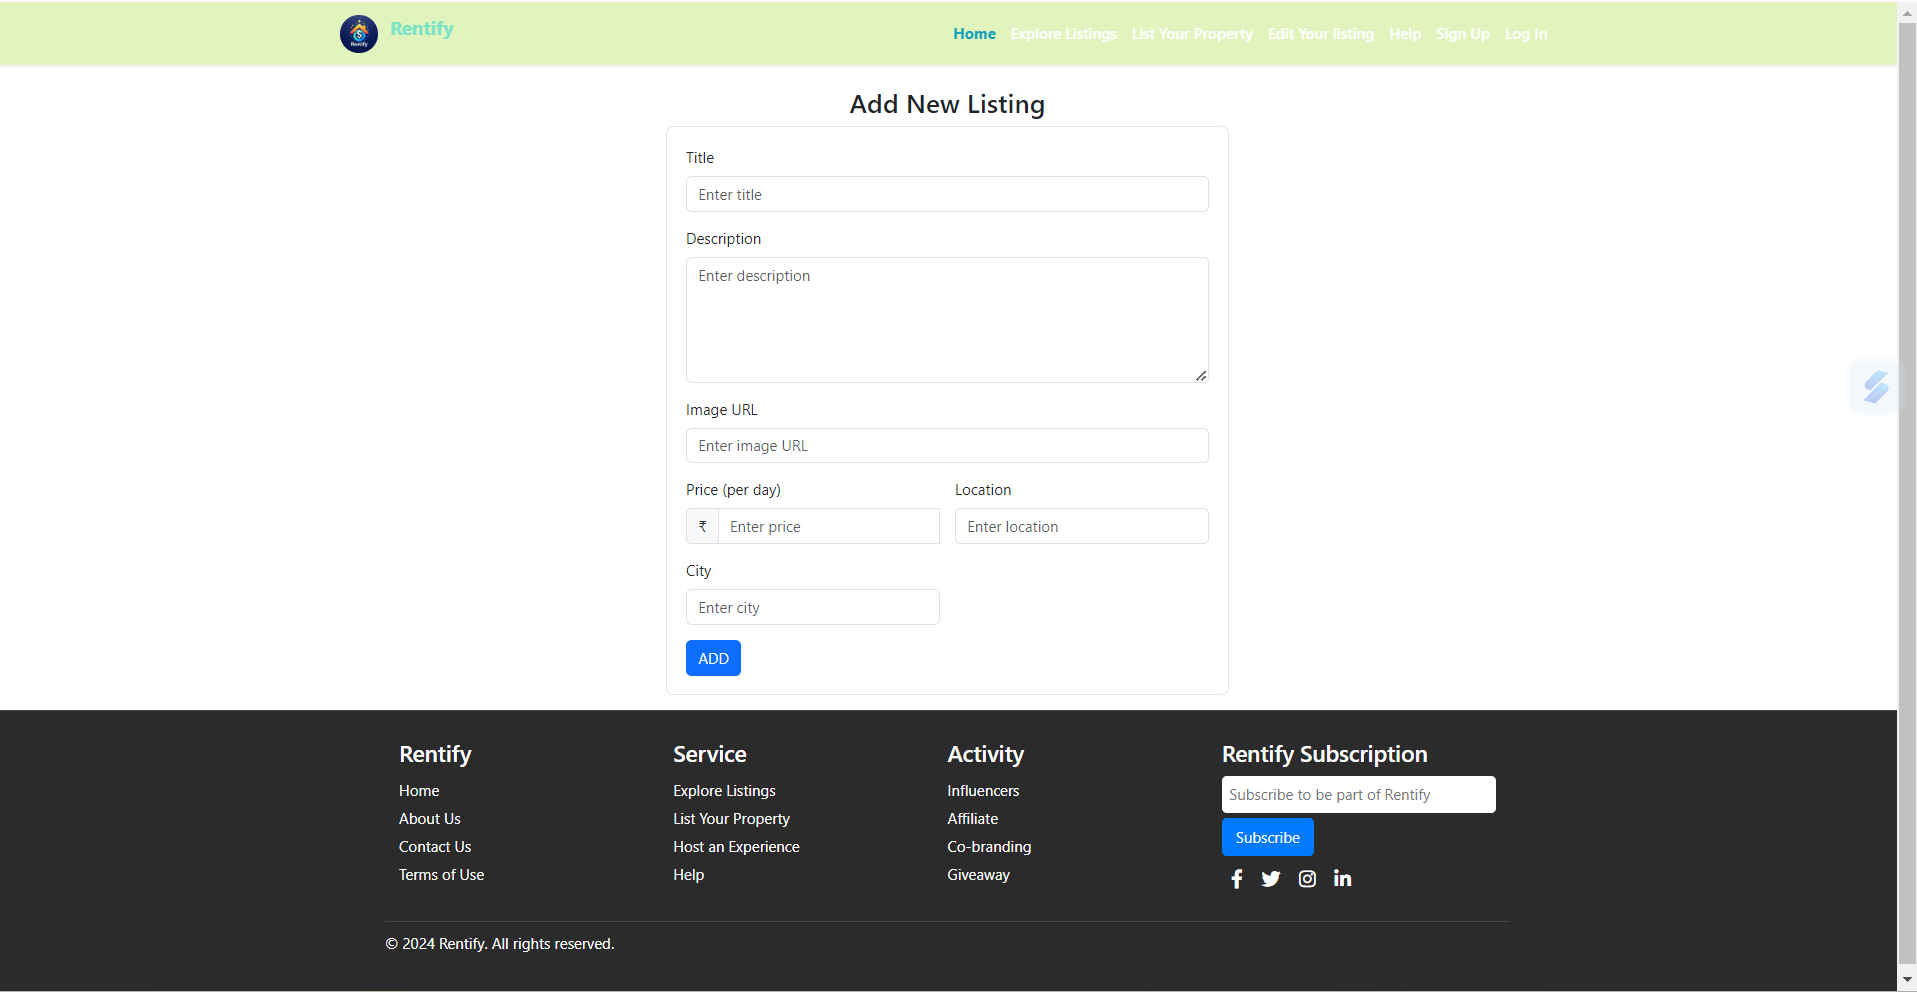 Rentify
Rentify
Home Explore Listings List Your Property Edit Your listing Help Sign Up Log In
Add New Listing
Title
Enter title
Description
Enter description
Image URL
Enter image URL
Price (per day) Location
₹ Enter price Enter location
City
Enter city
ADD
Rentify Service Activity Rentify Subscription
Home Explore Listings Influencers Subscribe to be part of Rentify
About Us List Your Property Affiliate Subscribe
Contact Us Host an Experience Co-branding
Terms of Use Help Giveaway
© 2024 Rentify. All rights reserved.